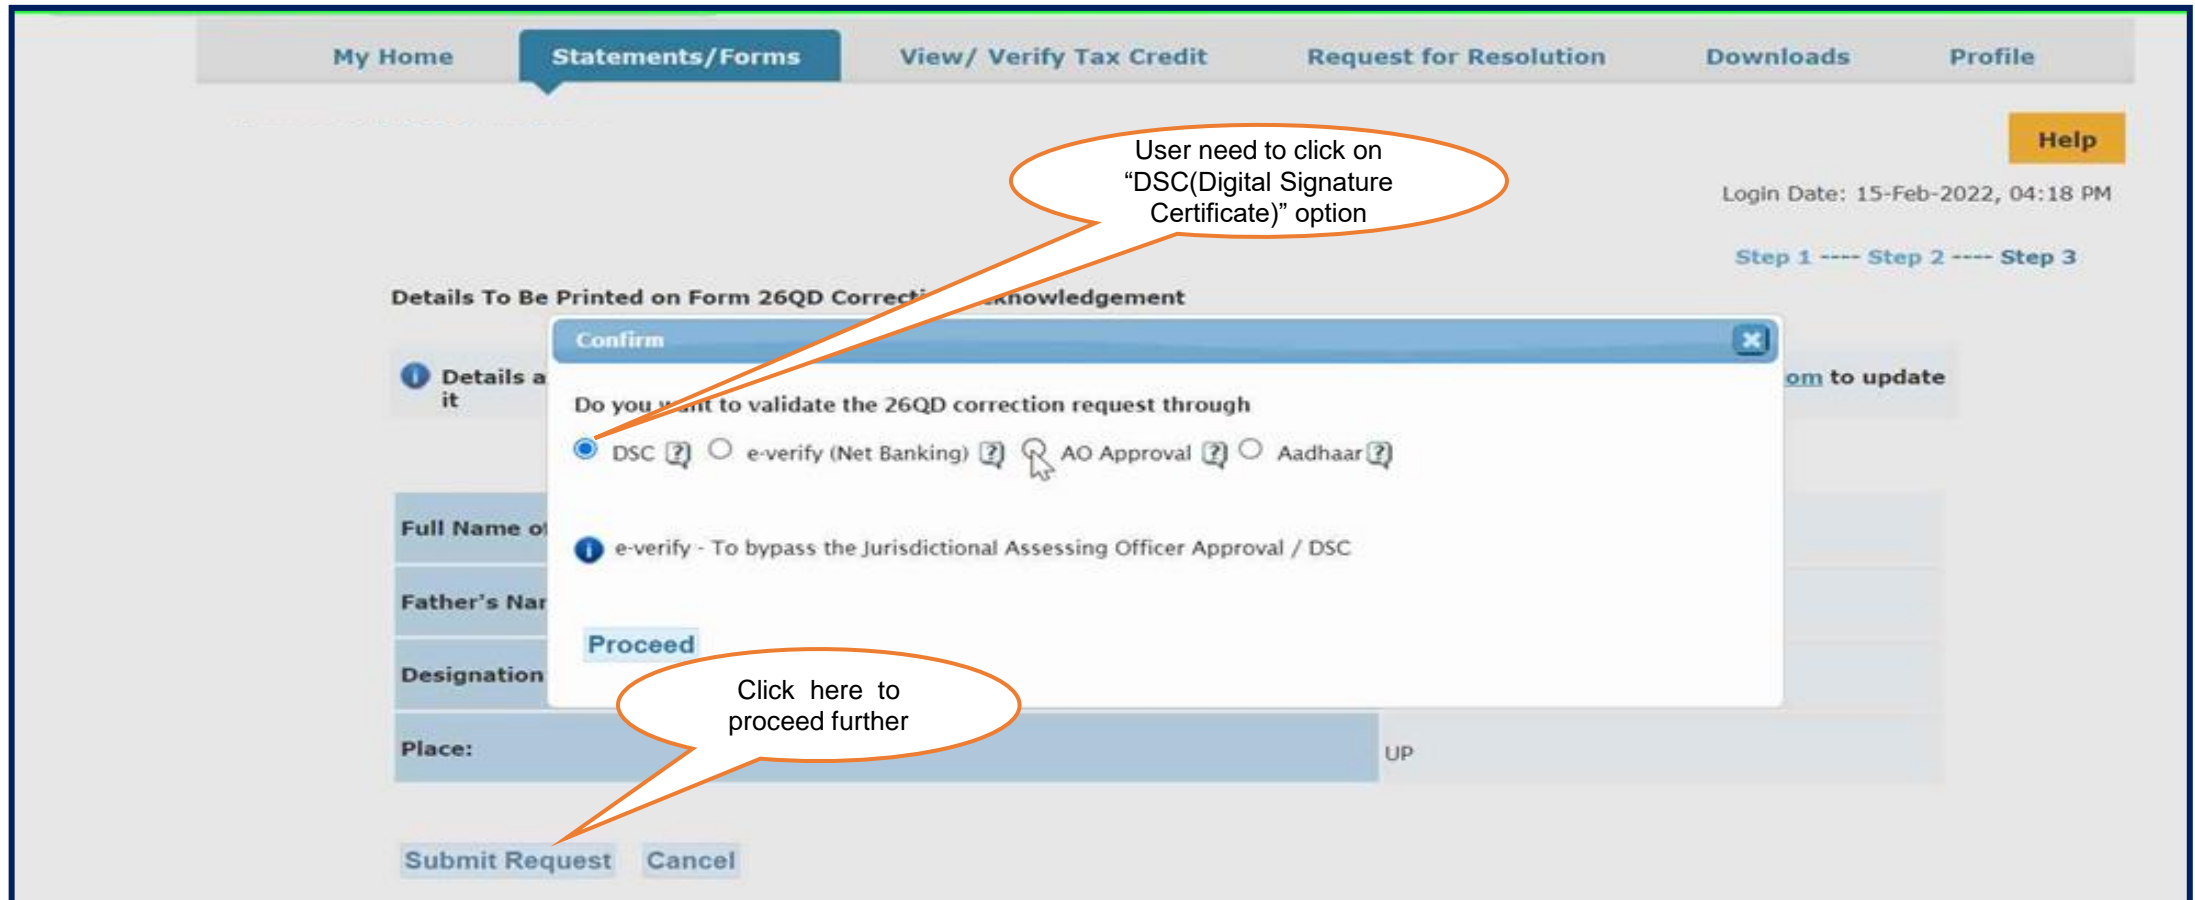 My Home Statements/Forms View/ Verify Tax Credit Request for Resolution Downloads Profile
Help
User need to click on
“DSC(Digital Signature
Certificate)” option
Login Date: 15-Feb-2022, 04:18 PM
Step 1 ---- Step 2 ---- Step 3
Details To Be Printed on Form 26QD
Confirm
Details
om to update
it
Do you want to validate the 26QD correction request through
DSC e-verify (Net Banking) AO Approval Aadhaar
Full Name
e-verify - To bypass the Jurisdictional Assessing Officer Approval / DSC
Father's
Proceed
Designation
Click here to
proceed further
Place: UP
Submit Request Cancel